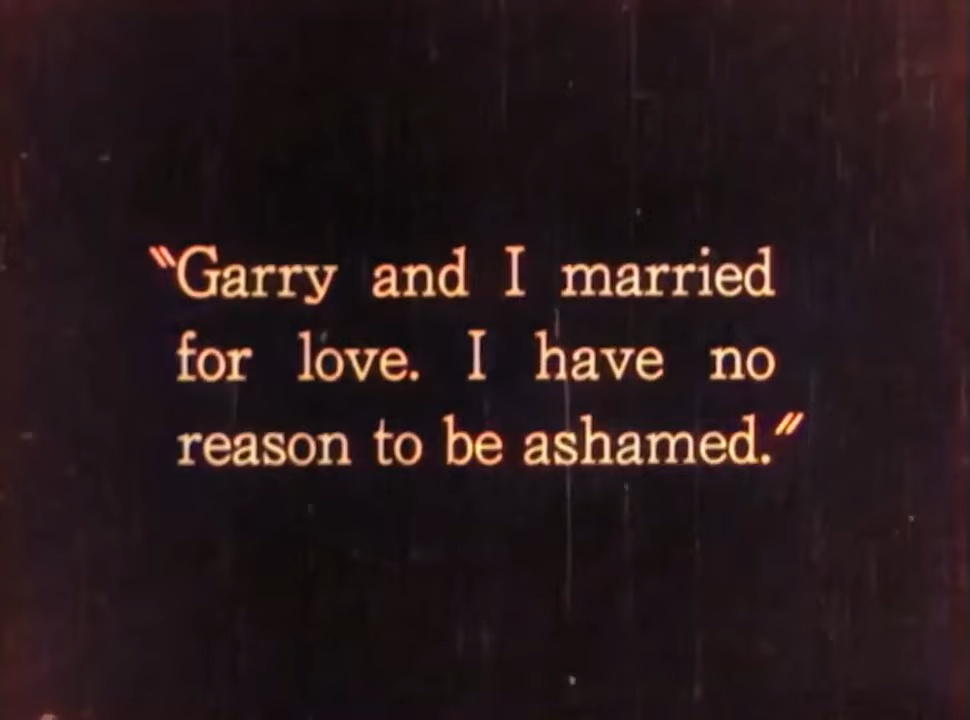 "Garry and I married
for love. I have no
reason to be ashamed."